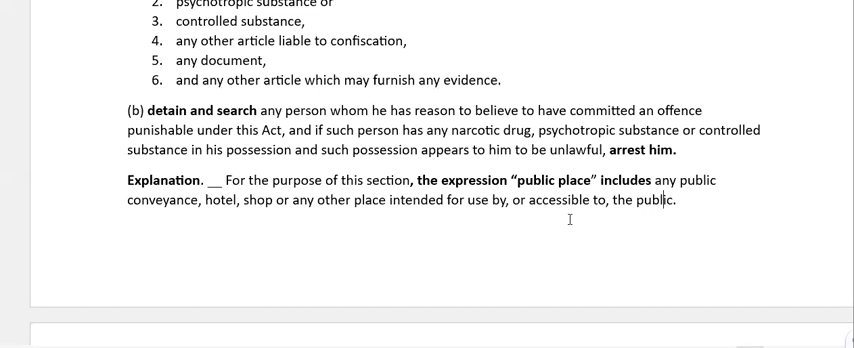 2. psychotropic substance or
3. controlled substance,
4. any other article liable to confiscation,
5. any document,
6. and any other article which may furnish any evidence.
(b) detain and search any person whom he has reason to believe to have committed an offence
punishable under this Act, and if such person has any narcotic drug, psychotropic substance or controlled
substance in his possession and such possession appears to him to be unlawful, arrest him.
Explanation. __ For the purpose of this section, the expression “public place” includes any public
conveyance, hotel, shop or any other place intended for use by, or accessible to, the public.